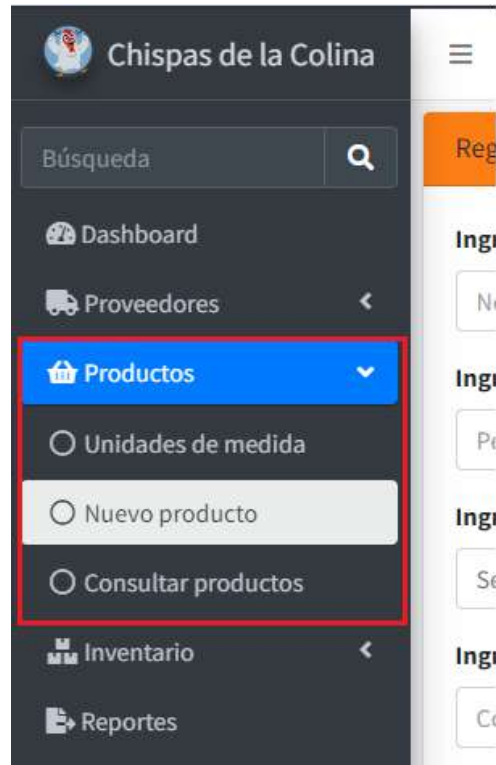 Chispas de la Colina
Búsqueda
Dashboard
Proveedores
Productos
Unidades de medida
Nuevo producto
Consultar productos
Inventario
Reportes